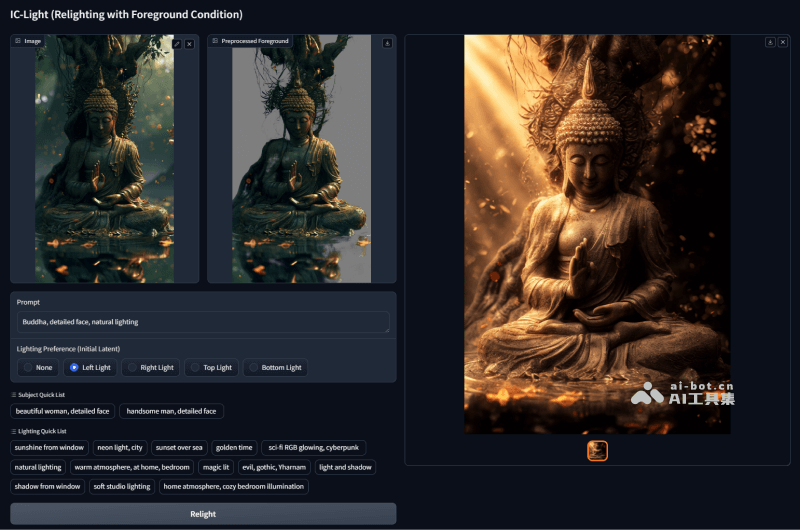 IC-Light (Relighting with Foreground Condition)
Image
Preprocessed Foreground
Prompt
Buddha, detailed face, natural lighting
Lighting Preference (Initial Latent)
None
Left Light
Right Light
Top Light
Bottom Light
Subject Quick List
beautiful woman, detailed face
handsome man, detailed face
Lighting Quick List
sunshine from window
neon light, city
sunset over sea
golden time
sci-fi RGB glowing, cyberpunk
natural lighting
warm atmosphere, at home, bedroom
magic lit
evil, gothic, Yharnam
light and shadow
shadow from window
soft studio lighting
home atmosphere, cozy bedroom illumination
Relight
ai-bot.cn
AI工具集